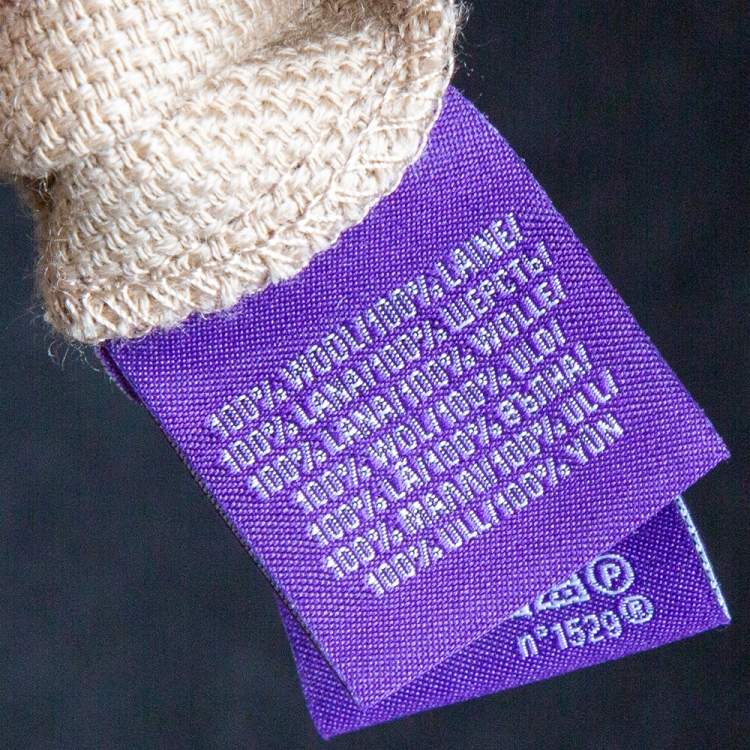 100% WOOL/100% LAINE/
100% LANA/100% ШЕРСТЬ/
100% LANA/100% WOLLE/
100% WOL/100% ULD/
100% LÃ/100% ВЪЛНА/
100% ΜΑΛΛΙ/100% ULL/
100% ULL/100% YÜN
P
n°1529®